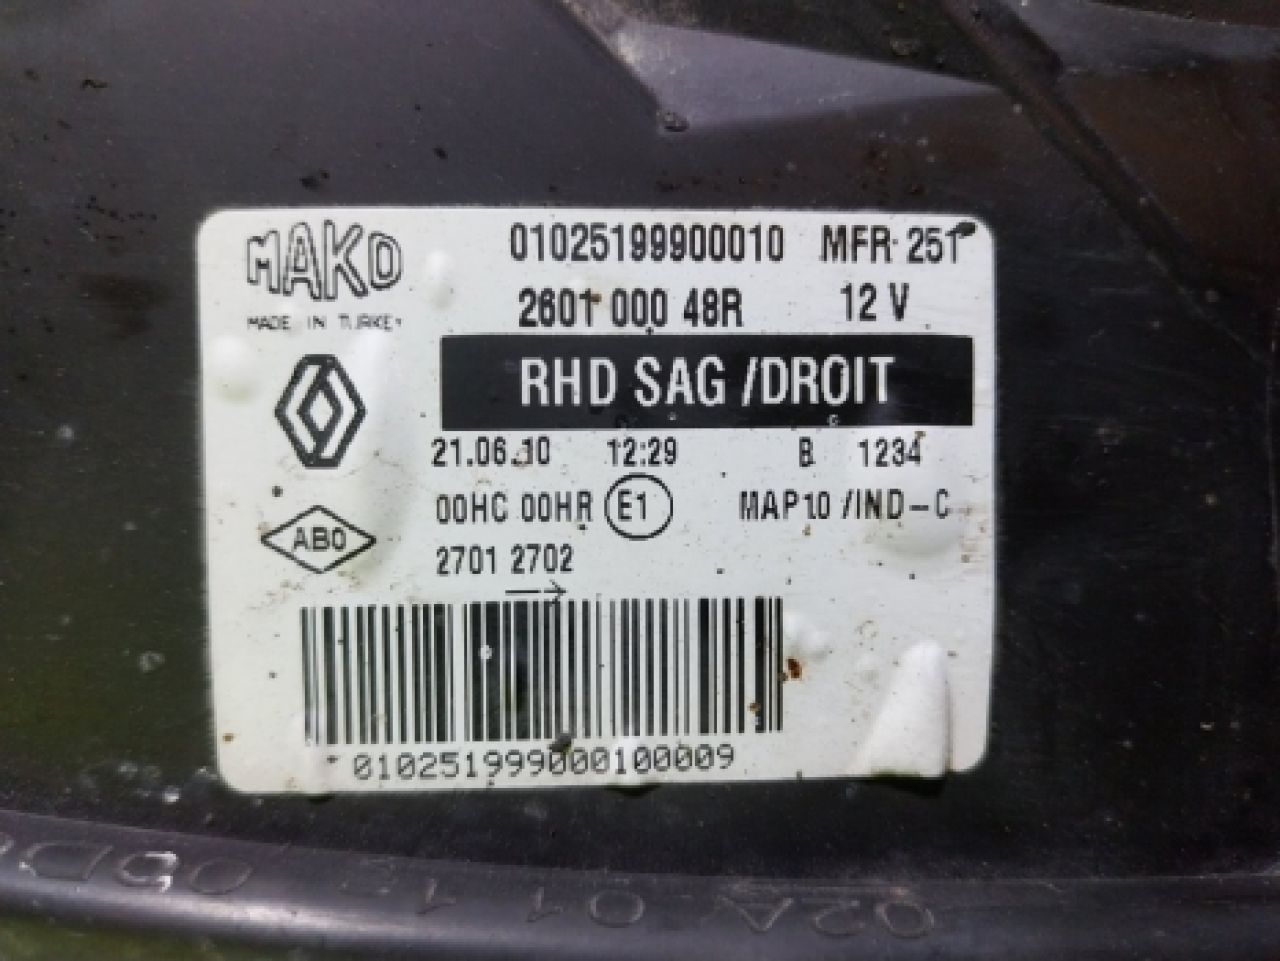 MAKO
MADE IN TURKEY
01025199900010 MFR 251
2601 000 48R 12 V
RHD SAG /DROIT
21.06.10 12:29 B 1234
00HC 00HR E1 MAP10 /IND-C
ABO
2701 2702
→
010251999000100009